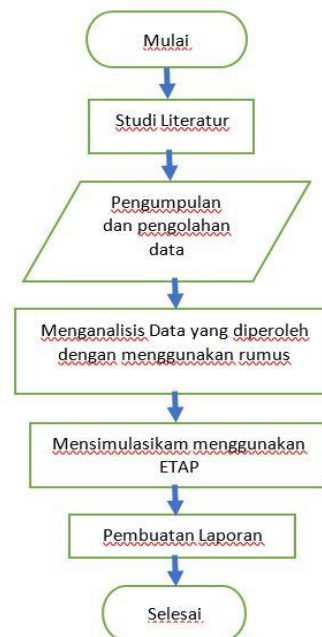 Mulai
Studi Literatur
Pengumpulan
dan pengolahan
data
Menganalisis Data yang diperoleh
dengan menggunakan rumus
Mensimulasikam menggunakan
ETAP
Pembuatan Laporan
Selesai